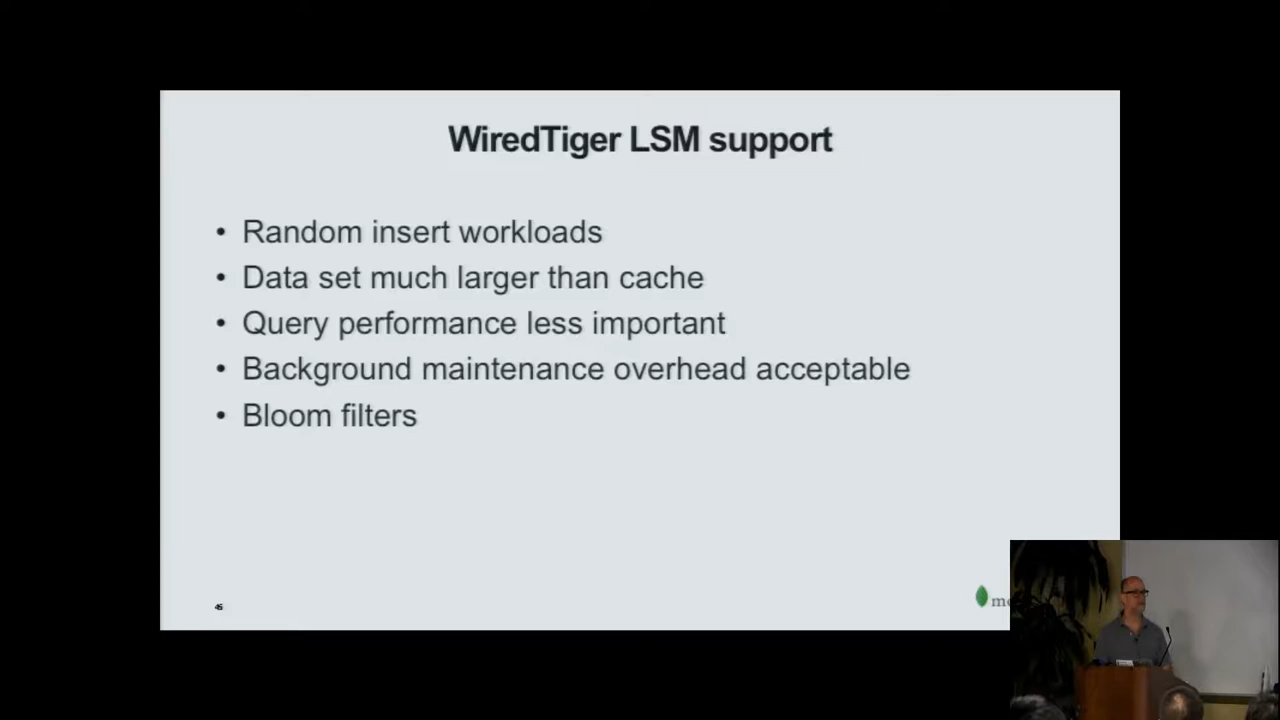 WiredTiger LSM support
• Random insert workloads
• Data set much larger than cache
• Query performance less important
• Background maintenance overhead acceptable
• Bloom filters
45